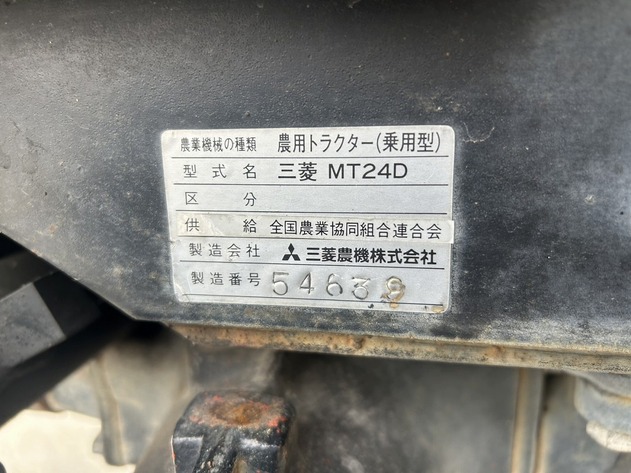 農業機械の種類 農用トラクター(乗用型)
型式名 三菱 MT24D
区分
供給 全国農業協同組合連合会
製造会社 三菱農機株式会社
製造番号 54639